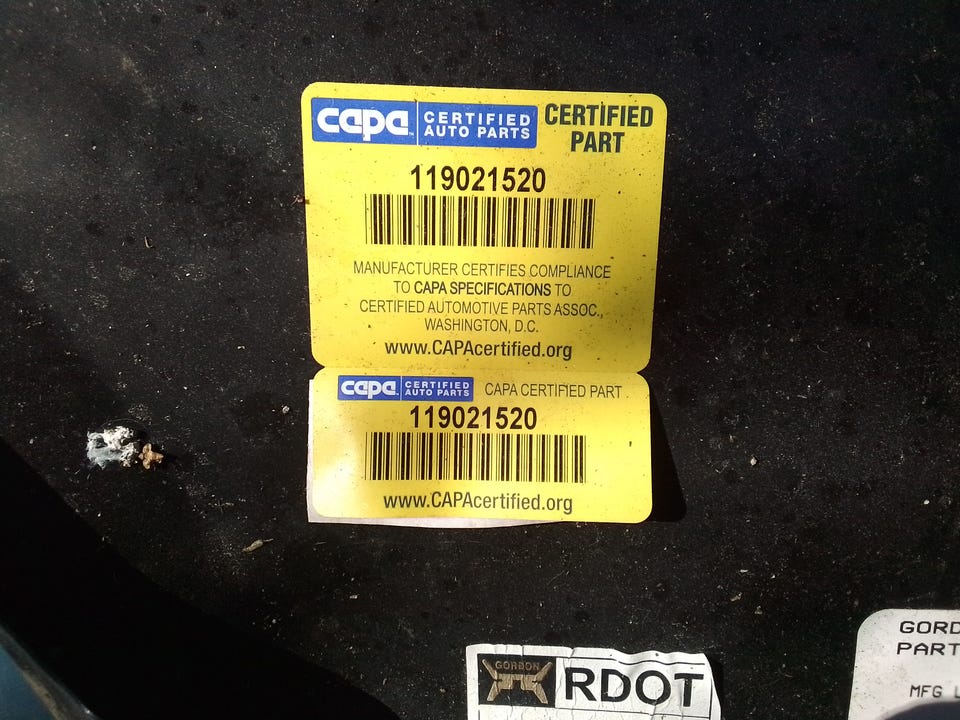 capa CERTIFIED AUTO PARTS CERTIFIED PART
119021520
MANUFACTURER CERTIFIES COMPLIANCE
TO CAPA SPECIFICATIONS TO
CERTIFIED AUTOMOTIVE PARTS ASSOC.,
WASHINGTON, D.C.
www.CAPAcertified.org
capa CERTIFIED AUTO PARTS CAPA CERTIFIED PART
119021520
www.CAPAcertified.org
GORDON RDOT
GORD
PART
MFG L